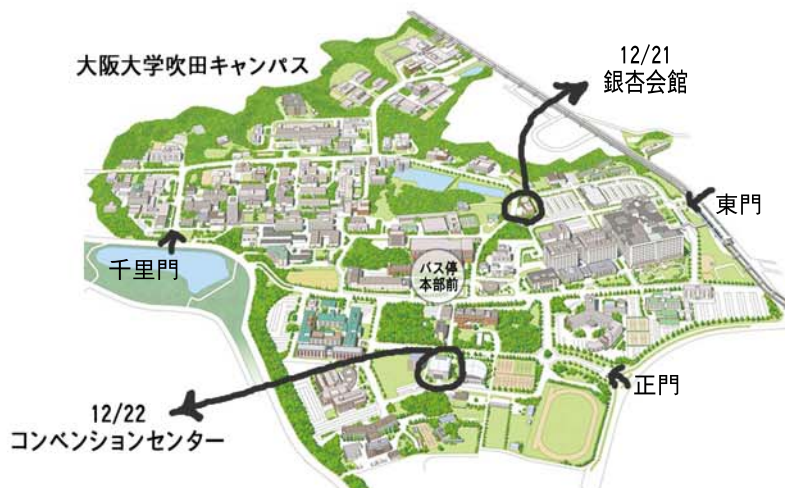 12/21
銀杏会館
大阪大学吹田キャンパス
東門
千里門
バス停
本部前
正門
12/22
コンベンションセンター